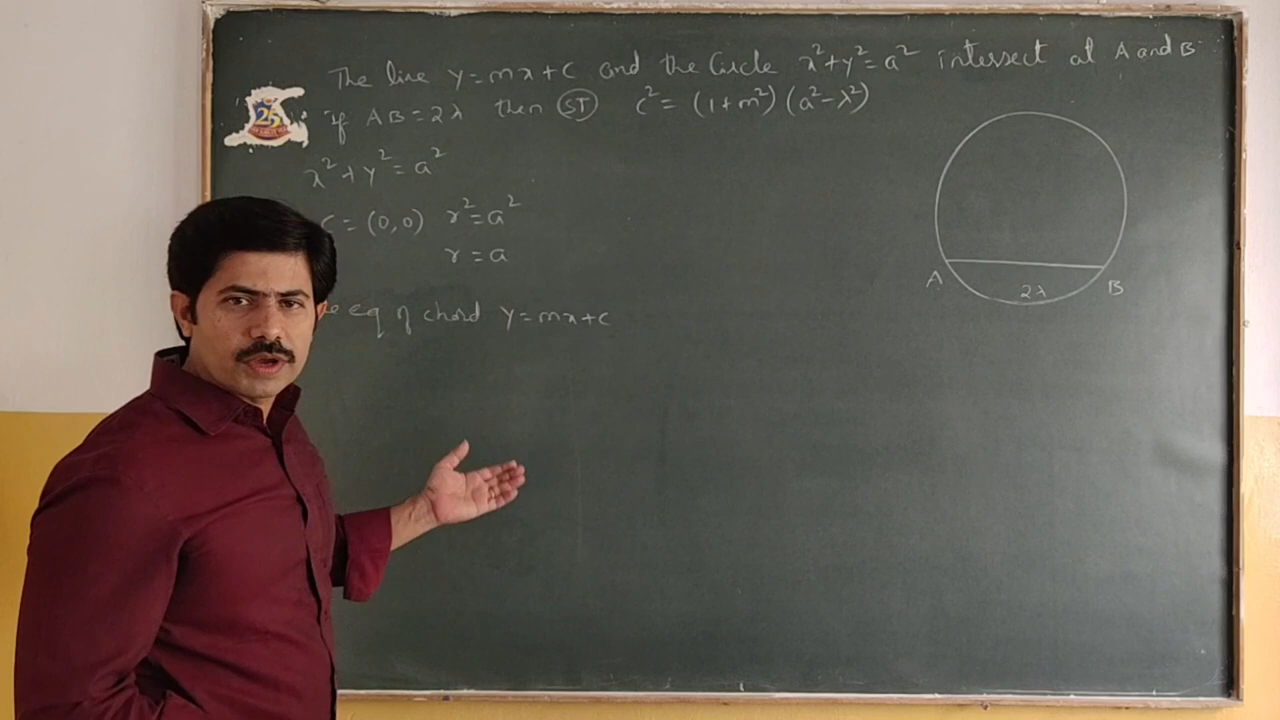 The line y=mx+c and the Circle x²+y²=a² intersect at A and B
If AB=2λ then ST c²=(1+m²)(a²-λ²)
x²+y²=a²
C=(0,0) r²=a²
r=a
eq of chord y=mx+c
A 2λ B
25